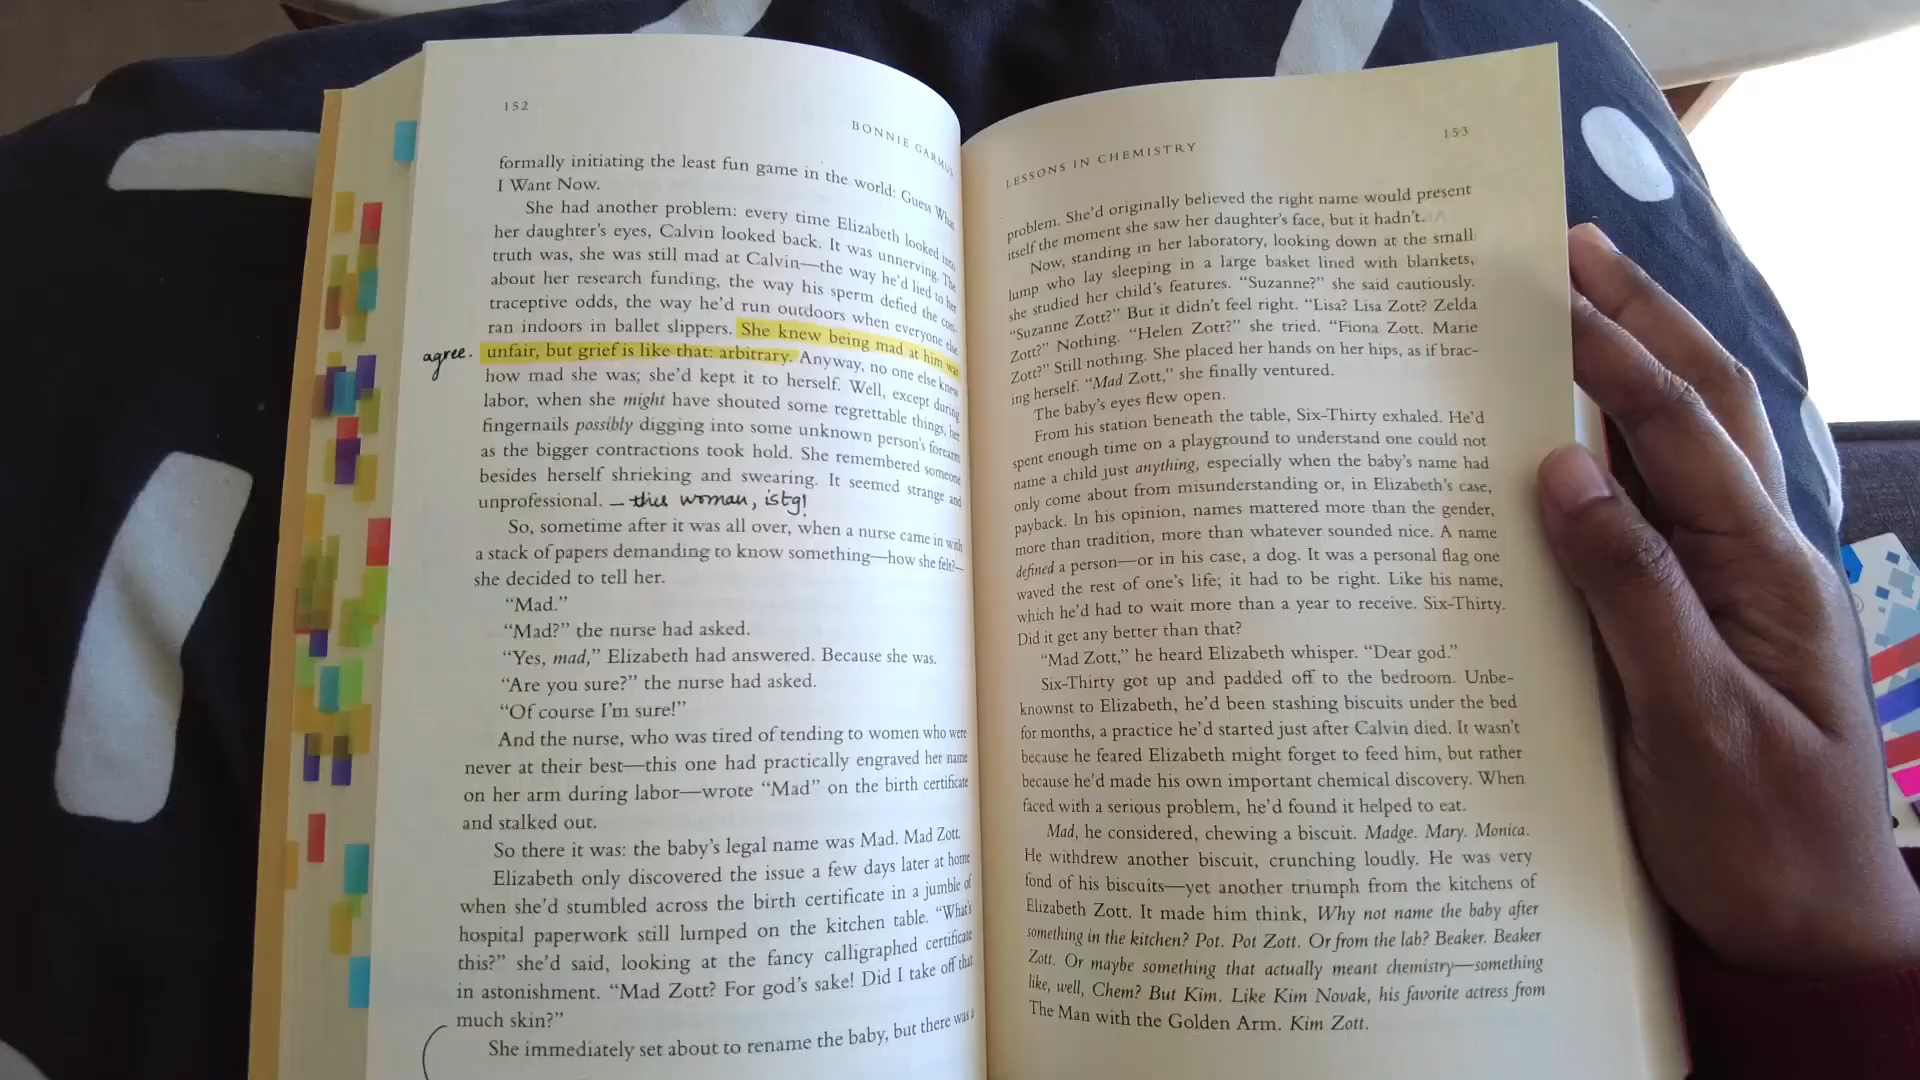 152
BONNIE GARMUS
formally initiating the least fun game in the world: Guess What
I Want Now.
She had another problem: every time Elizabeth looked into
her daughter's eyes, Calvin looked back. It was unnerving. The
truth was, she was still mad at Calvin—the way he'd lied to her
about her research funding, the way his sperm defied the con-
traceptive odds, the way he'd run outdoors when everyone else
ran indoors in ballet slippers. She knew being mad at him was
agree. unfair, but grief is like that: arbitrary. Anyway, no one else knew
how mad she was; she'd kept it to herself. Well, except during
labor, when she might have shouted some regrettable things, her
fingernails possibly digging into some unknown person's forearm
as the bigger contractions took hold. She remembered someone
besides herself shrieking and swearing. It seemed strange and
unprofessional. — this woman, istg!
So, sometime after it was all over, when a nurse came in with
a stack of papers demanding to know something—how she felt?—
she decided to tell her.
“Mad.”
“Mad?” the nurse had asked.
“Yes, mad,” Elizabeth had answered. Because she was.
“Are you sure?” the nurse had asked.
“Of course I'm sure!”
And the nurse, who was tired of tending to women who were
never at their best—this one had practically engraved her name
on her arm during labor—wrote “Mad” on the birth certificate
and stalked out.
So there it was: the baby's legal name was Mad. Mad Zott.
Elizabeth only discovered the issue a few days later at home
when she'd stumbled across the birth certificate in a jumble of
hospital paperwork still lumped on the kitchen table. “What's
this?” she'd said, looking at the fancy calligraphed certificate
in astonishment. “Mad Zott? For god's sake! Did I take off that
much skin?”
She immediately set about to rename the baby, but there was a
LESSONS IN CHEMISTRY
153
problem. She'd originally believed the right name would present
itself the moment she saw her daughter's face, but it hadn't.
Now, standing in her laboratory, looking down at the small
lump who lay sleeping in a large basket lined with blankets,
she studied her child's features. “Suzanne?” she said cautiously.
“Suzanne Zott?” But it didn't feel right. “Lisa? Lisa Zott? Zelda
Zott?” Nothing. “Helen Zott?” she tried. “Fiona Zott. Marie
Zott?” Still nothing. She placed her hands on her hips, as if brac-
ing herself. “Mad Zott,” she finally ventured.
The baby's eyes flew open.
From his station beneath the table, Six-Thirty exhaled. He'd
spent enough time on a playground to understand one could not
name a child just anything, especially when the baby's name had
only come about from misunderstanding or, in Elizabeth's case,
payback. In his opinion, names mattered more than the gender,
more than tradition, more than whatever sounded nice. A name
defined a person—or in his case, a dog. It was a personal flag one
waved the rest of one's life; it had to be right. Like his name,
which he'd had to wait more than a year to receive. Six-Thirty.
Did it get any better than that?
“Mad Zott,” he heard Elizabeth whisper. “Dear god.”
Six-Thirty got up and padded off to the bedroom. Unbe-
knownst to Elizabeth, he'd been stashing biscuits under the bed
for months, a practice he'd started just after Calvin died. It wasn't
because he feared Elizabeth might forget to feed him, but rather
because he'd made his own important chemical discovery. When
faced with a serious problem, he'd found it helped to eat.
Mad, he considered, chewing a biscuit. Madge. Mary. Monica.
He withdrew another biscuit, crunching loudly. He was very
fond of his biscuits—yet another triumph from the kitchens of
Elizabeth Zott. It made him think, Why not name the baby after
something in the kitchen? Pot. Pot Zott. Or from the lab? Beaker. Beaker
Zott. Or maybe something that actually meant chemistry—something
like, well, Chem? But Kim. Like Kim Novak, his favorite actress from
The Man with the Golden Arm. Kim Zott.